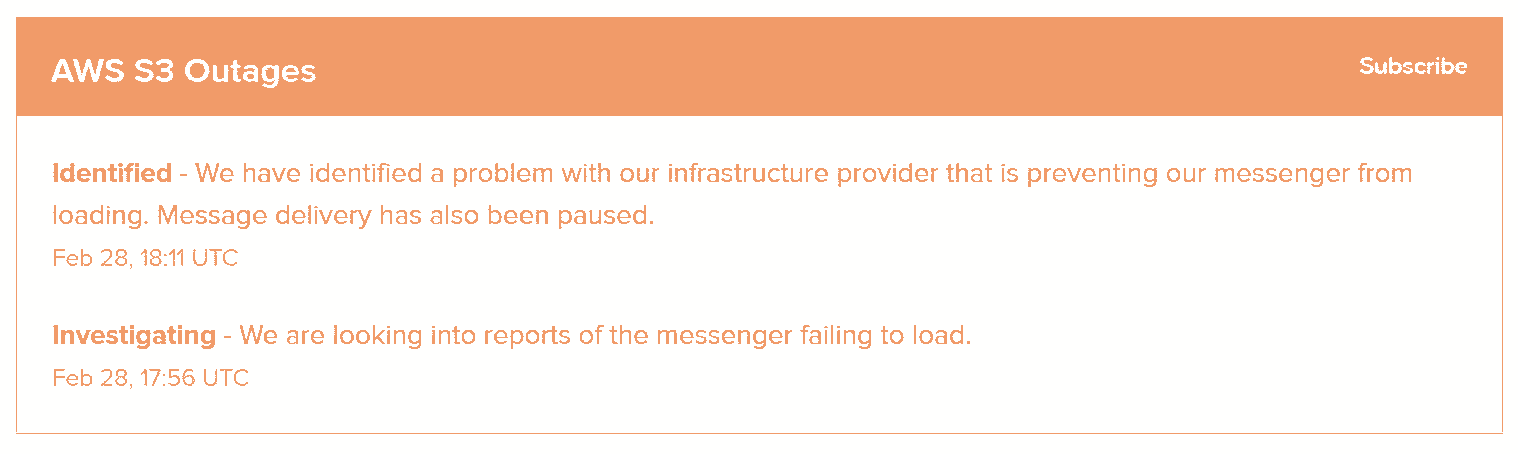 AWS S3 Outages
Subscribe
Identified - We have identified a problem with our infrastructure provider that is preventing our messenger from
loading. Message delivery has also been paused.
Feb 28, 18:11 UTC
Investigating - We are looking into reports of the messenger failing to load.
Feb 28, 17:56 UTC